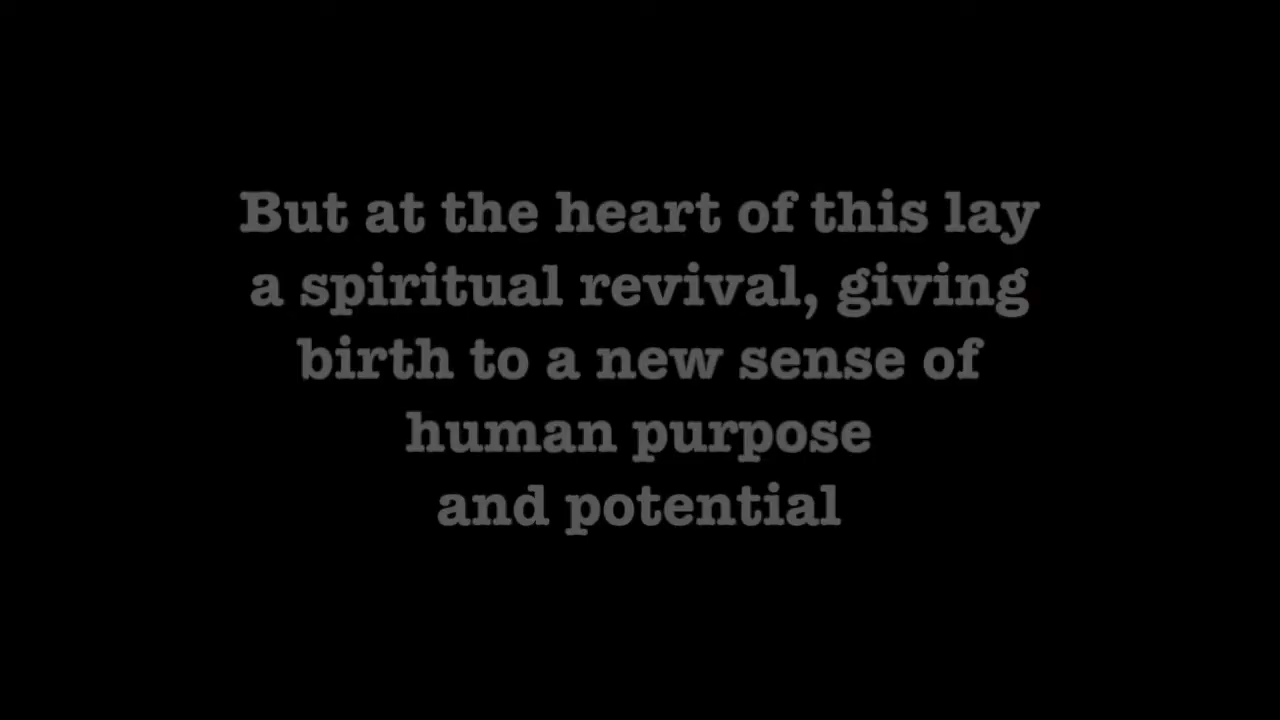 But at the heart of this lay
a spiritual revival, giving
birth to a new sense of
human purpose
and potential